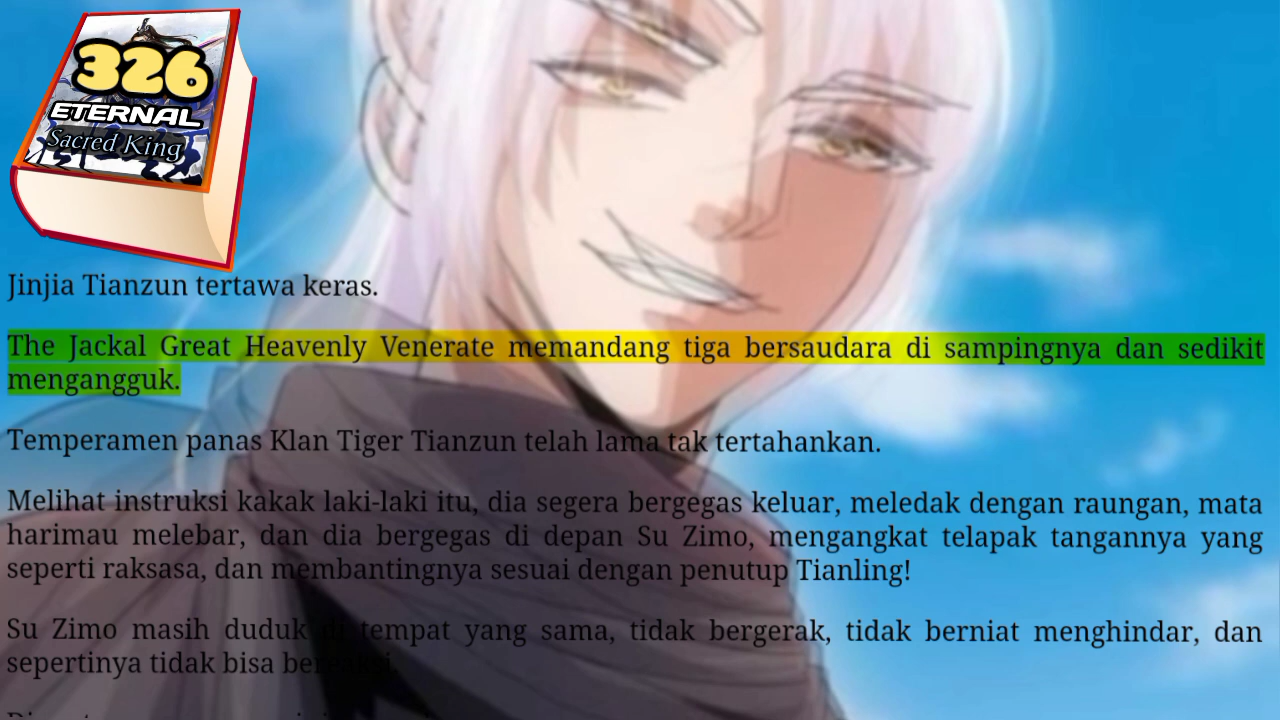 326
ETERNAL
Sacred King
Jinjia Tianzun tertawa keras.
The Jackal Great Heavenly Venerate memandang tiga bersaudara di sampingnya dan sedikit
mengangguk.
Temperamen panas Klan Tiger Tianzun telah lama tak tertahankan.
Melihat instruksi kakak laki-laki itu, dia segera bergegas keluar, meledak dengan raungan, mata
harimau melebar, dan dia bergegas di depan Su Zimo, mengangkat telapak tangannya yang
seperti raksasa, dan membantingnya sesuai dengan penutup Tianling!
Su Zimo masih duduk di tempat yang sama, tidak bergerak, tidak berniat menghindar, dan
sepertinya tidak bisa bereaksi.